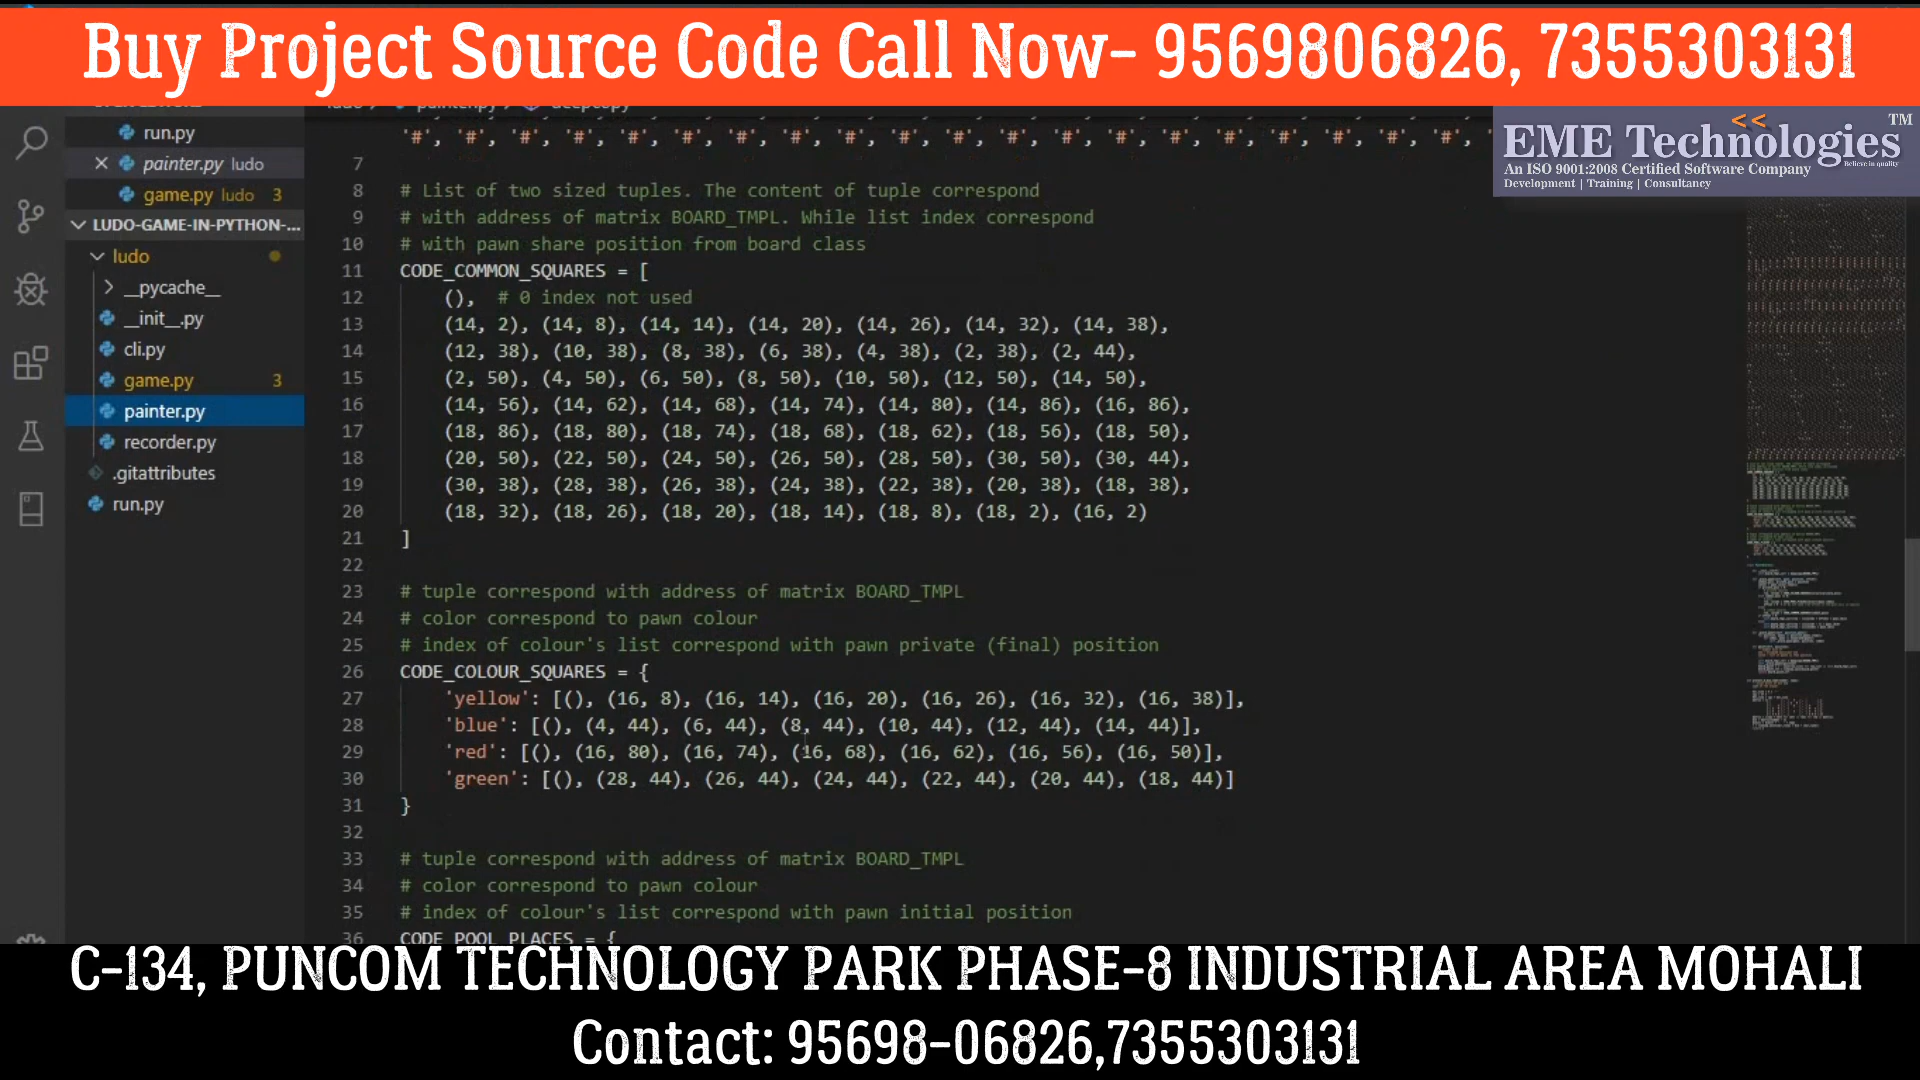 Buy Project Source Code Call Now- 9569806826, 7355303131
<< TM
EME Technologies
Believe in quality
An ISO 9001:2008 Certified Software Company
Development | Training | Consultancy
run.py
painter.py ludo
game.py ludo 3
LUDO-GAME-IN-PYTHON-...
ludo
__pycache__
__init__.py
cli.py
game.py 3
painter.py
recorder.py
.gitattributes
run.py
'#', '#', '#', '#', '#', '#', '#', '#', '#', '#', '#', '#', '#', '#', '#', '#', '#', '#', '#', '#',
7
8 # List of two sized tuples. The content of tuple correspond
9 # with address of matrix BOARD_TMPL. While list index correspond
10 # with pawn share position from board class
11 CODE_COMMON_SQUARES = [
12 (), # 0 index not used
13 (14, 2), (14, 8), (14, 14), (14, 20), (14, 26), (14, 32), (14, 38),
14 (12, 38), (10, 38), (8, 38), (6, 38), (4, 38), (2, 38), (2, 44),
15 (2, 50), (4, 50), (6, 50), (8, 50), (10, 50), (12, 50), (14, 50),
16 (14, 56), (14, 62), (14, 68), (14, 74), (14, 80), (14, 86), (16, 86),
17 (18, 86), (18, 80), (18, 74), (18, 68), (18, 62), (18, 56), (18, 50),
18 (20, 50), (22, 50), (24, 50), (26, 50), (28, 50), (30, 50), (30, 44),
19 (30, 38), (28, 38), (26, 38), (24, 38), (22, 38), (20, 38), (18, 38),
20 (18, 32), (18, 26), (18, 20), (18, 14), (18, 8), (18, 2), (16, 2)
21 ]
22
23 # tuple correspond with address of matrix BOARD_TMPL
24 # color correspond to pawn colour
25 # index of colour's list correspond with pawn private (final) position
26 CODE_COLOUR_SQUARES = {
27 'yellow': [(), (16, 8), (16, 14), (16, 20), (16, 26), (16, 32), (16, 38)],
28 'blue': [(), (4, 44), (6, 44), (8, 44), (10, 44), (12, 44), (14, 44)],
29 'red': [(), (16, 80), (16, 74), (16, 68), (16, 62), (16, 56), (16, 50)],
30 'green': [(), (28, 44), (26, 44), (24, 44), (22, 44), (20, 44), (18, 44)]
31 }
32
33 # tuple correspond with address of matrix BOARD_TMPL
34 # color correspond to pawn colour
35 # index of colour's list correspond with pawn initial position
36 CODE_POOL_PLACES = {
C-134, PUNCOM TECHNOLOGY PARK PHASE-8 INDUSTRIAL AREA MOHALI
Contact: 95698-06826,7355303131